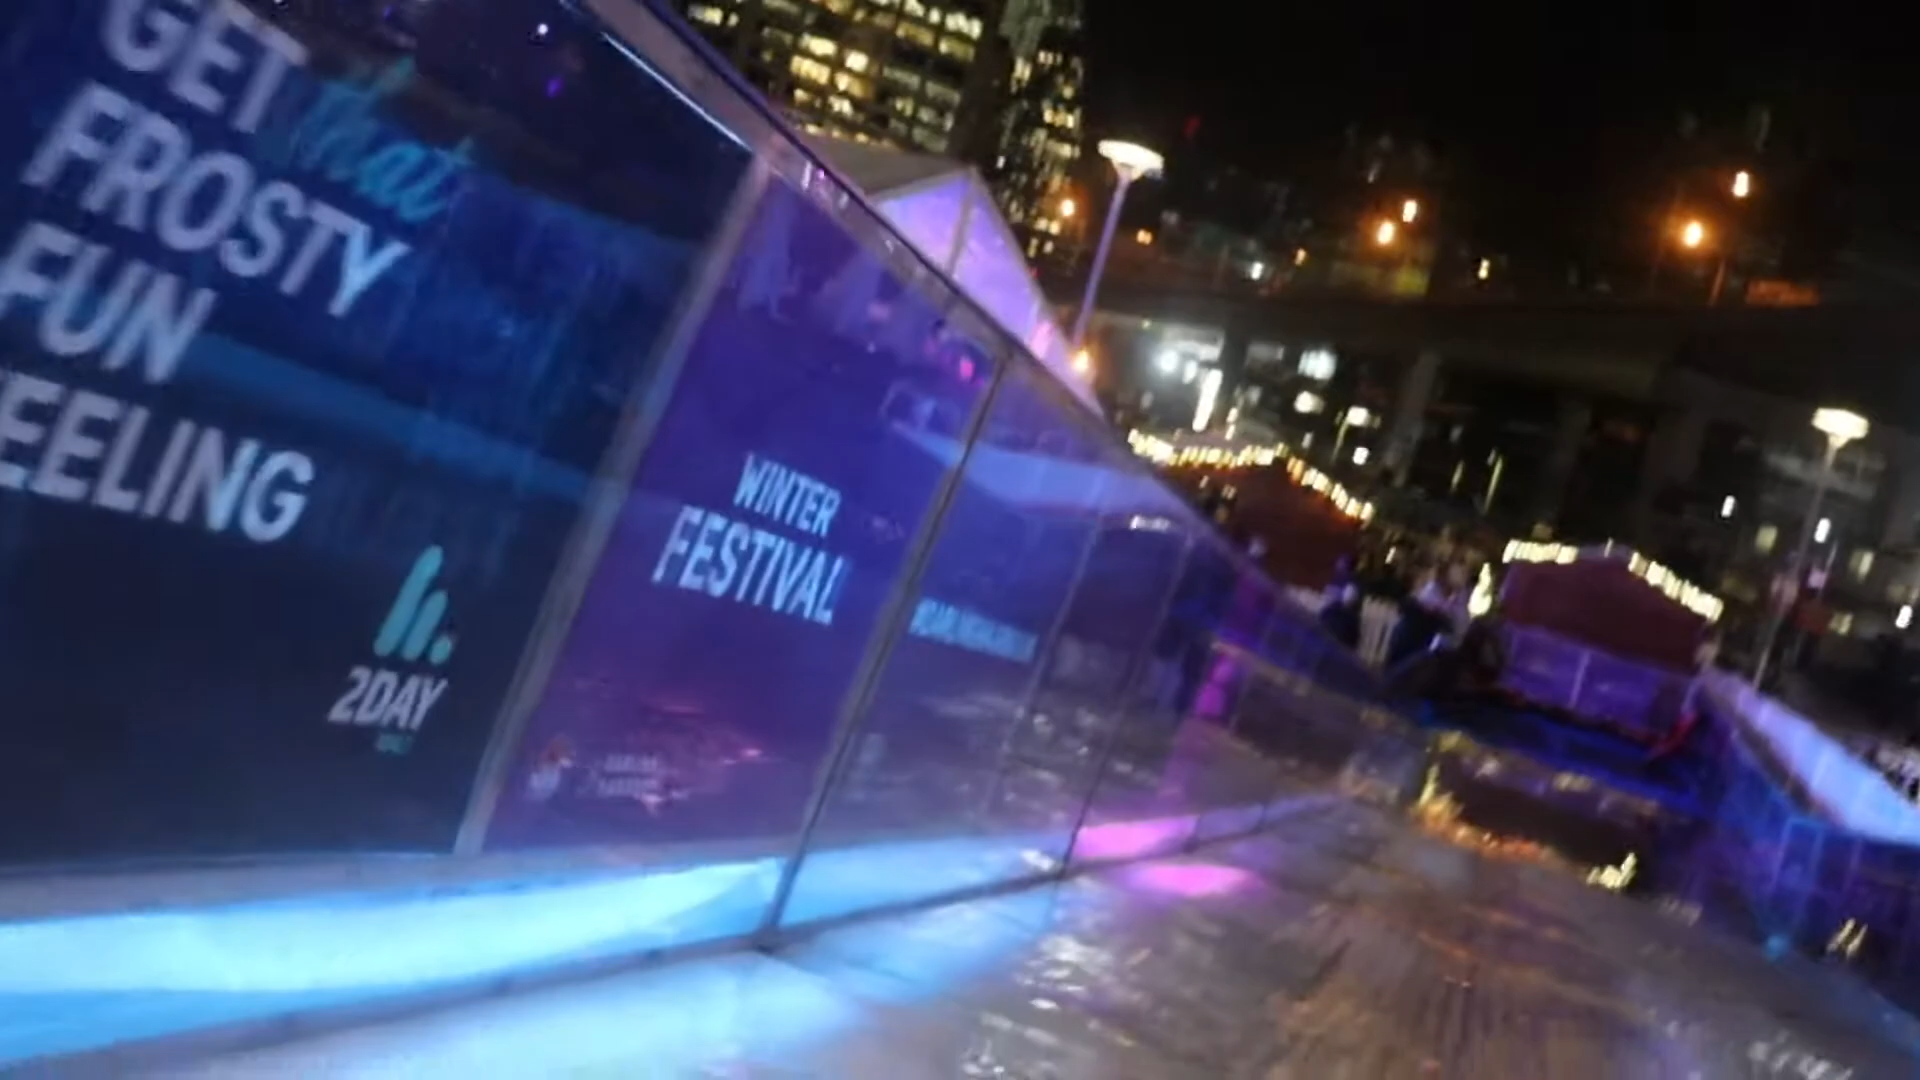 GET that
FROSTY
FUN
EELING
2DAY
WINTER
FESTIVAL